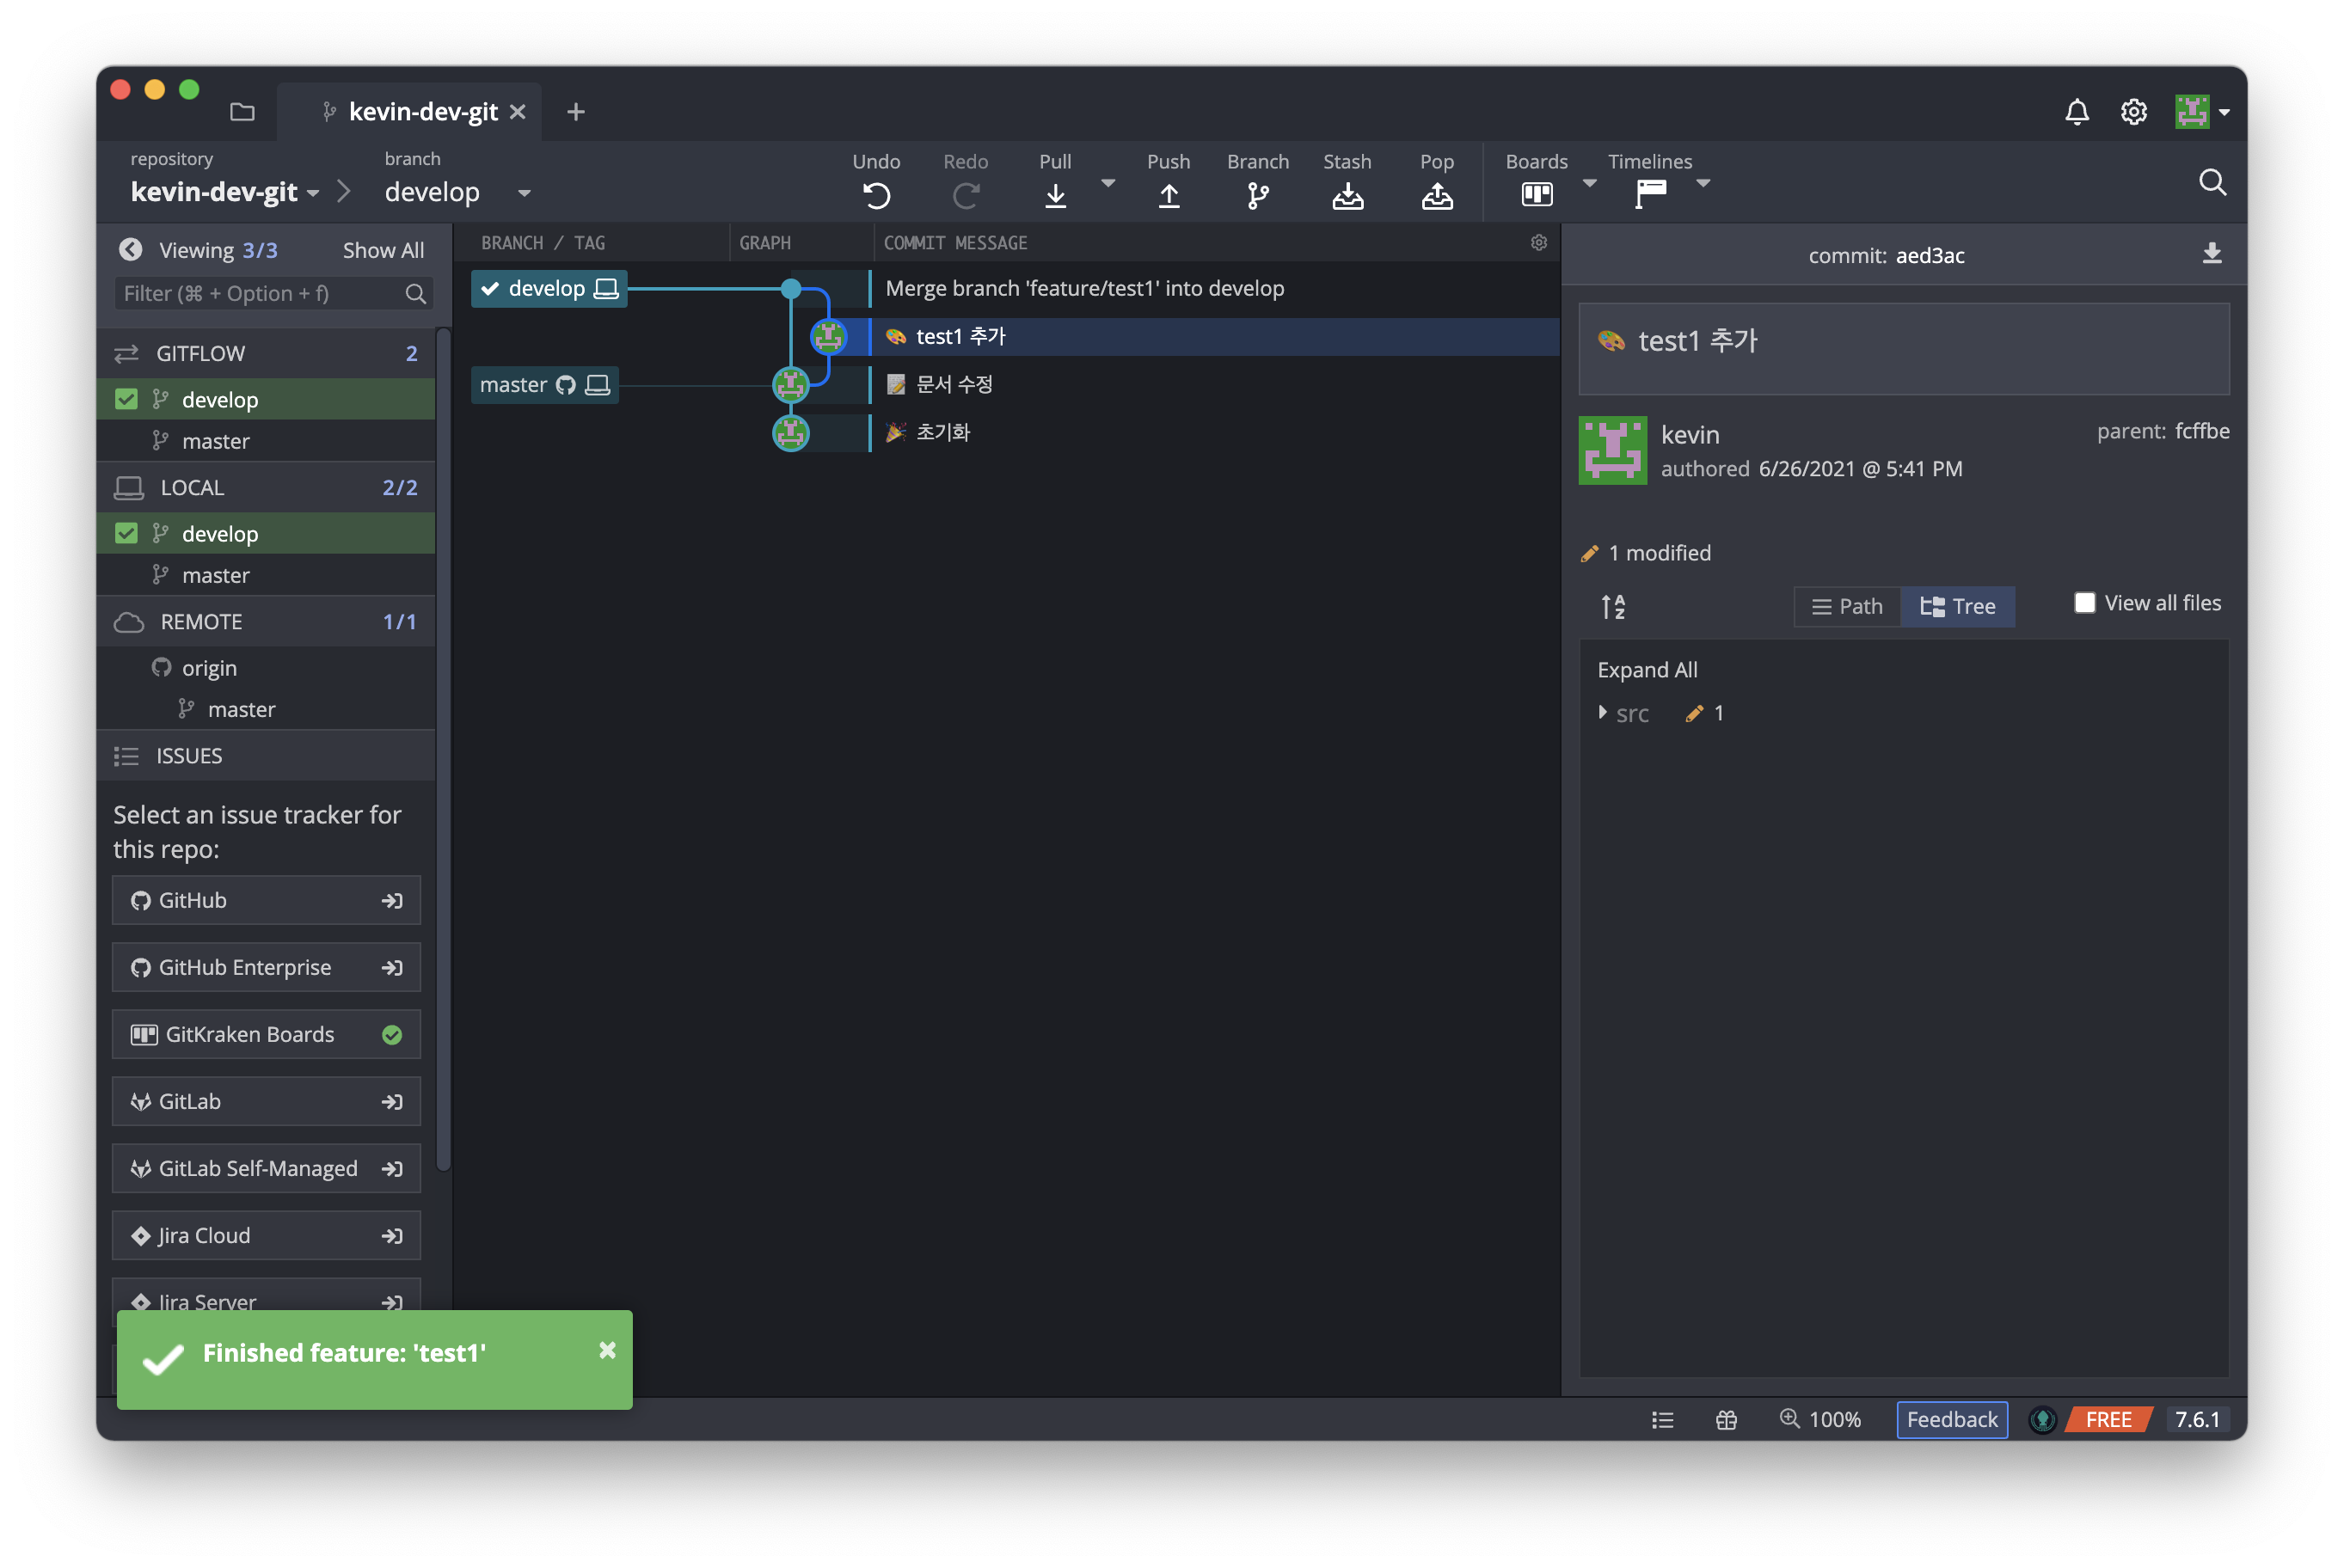 kevin-dev-git
repository
kevin-dev-git
branch
develop
Undo
Redo
Pull
Push
Branch
Stash
Pop
Boards
Timelines
Viewing 3/3
Show All
Filter (⌘ + Option + f)
GITFLOW 2
develop
master
LOCAL 2/2
develop
master
REMOTE 1/1
origin
master
ISSUES
Select an issue tracker for
this repo:
GitHub
GitHub Enterprise
GitKraken Boards
GitLab
GitLab Self-Managed
Jira Cloud
Jira Server
Finished feature: 'test1'
BRANCH / TAG
GRAPH
COMMIT MESSAGE
develop
Merge branch 'feature/test1' into develop
🎨 test1 추가
master
📝 문서 수정
🎉 초기화
commit: aed3ac
🎨 test1 추가
kevin
authored 6/26/2021 @ 5:41 PM
parent: fcffbe
1 modified
A
Z
Path
Tree
View all files
Expand All
src 1
100%
Feedback
FREE
7.6.1